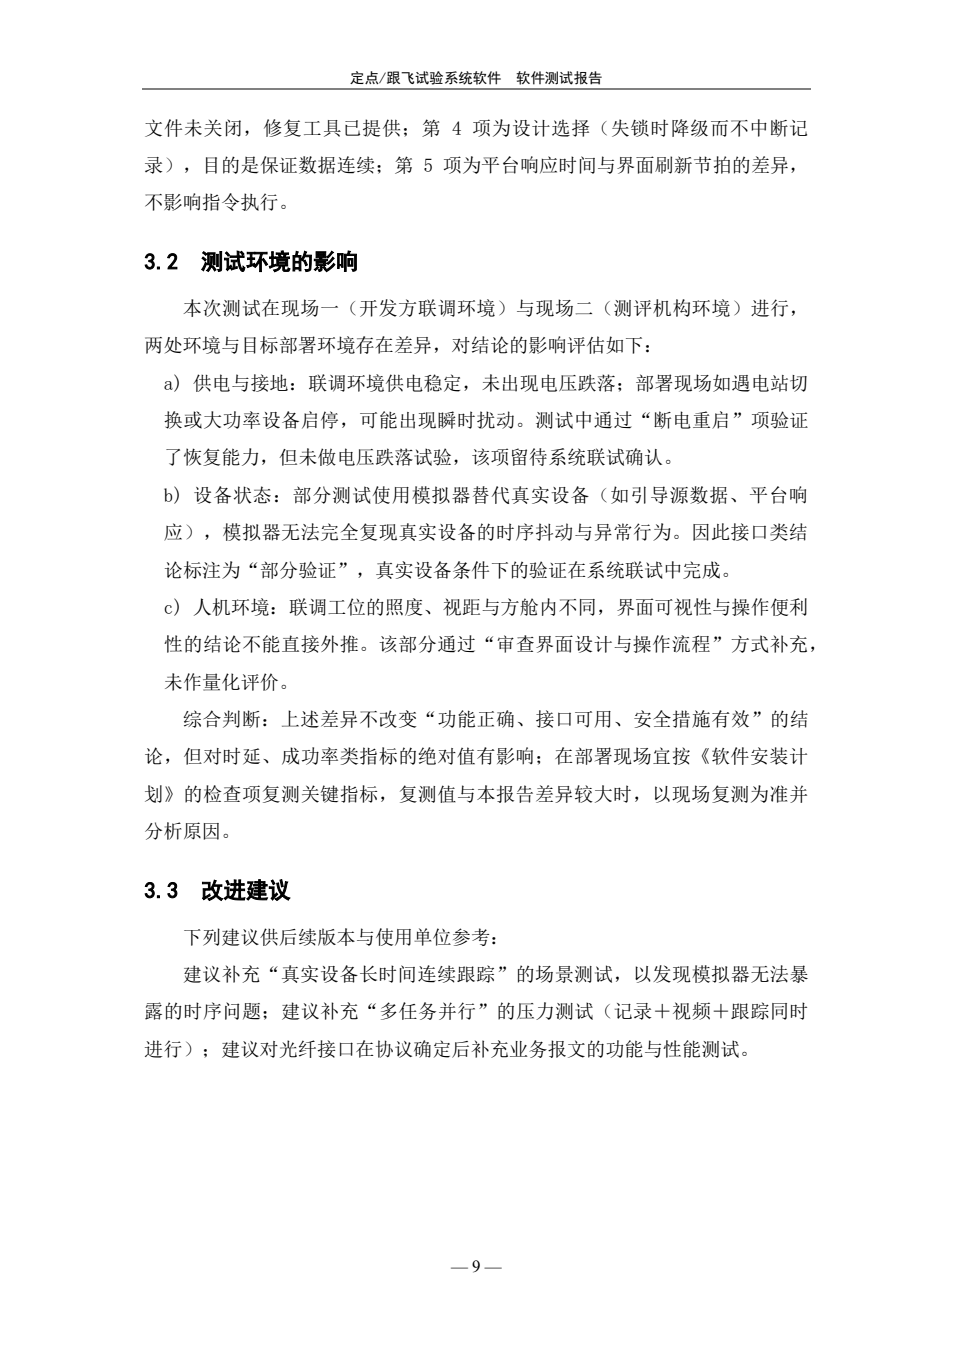 定点/跟飞试验系统软件　软件测试报告
文件未关闭，修复工具已提供；第 4 项为设计选择（失锁时降级而不中断记
录），目的是保证数据连续；第 5 项为平台响应时间与界面刷新节拍的差异，
不影响指令执行。
3.2　测试环境的影响
本次测试在现场一（开发方联调环境）与现场二（测评机构环境）进行，
两处环境与目标部署环境存在差异，对结论的影响评估如下：
a) 供电与接地：联调环境供电稳定，未出现电压跌落；部署现场如遇电站切
换或大功率设备启停，可能出现瞬时扰动。测试中通过“断电重启”项验证
了恢复能力，但未做电压跌落试验，该项留待系统联试确认。
b) 设备状态：部分测试使用模拟器替代真实设备（如引导源数据、平台响
应），模拟器无法完全复现真实设备的时序抖动与异常行为。因此接口类结
论标注为“部分验证”，真实设备条件下的验证在系统联试中完成。
c) 人机环境：联调工位的照度、视距与方舱内不同，界面可视性与操作便利
性的结论不能直接外推。该部分通过“审查界面设计与操作流程”方式补充，
未作量化评价。
综合判断：上述差异不改变“功能正确、接口可用、安全措施有效”的结
论，但对时延、成功率类指标的绝对值有影响；在部署现场宜按《软件安装计
划》的检查项复测关键指标，复测值与本报告差异较大时，以现场复测为准并
分析原因。
3.3　改进建议
下列建议供后续版本与使用单位参考：
建议补充“真实设备长时间连续跟踪”的场景测试，以发现模拟器无法暴
露的时序问题；建议补充“多任务并行”的压力测试（记录＋视频＋跟踪同时
进行）；建议对光纤接口在协议确定后补充业务报文的功能与性能测试。
— 9 —